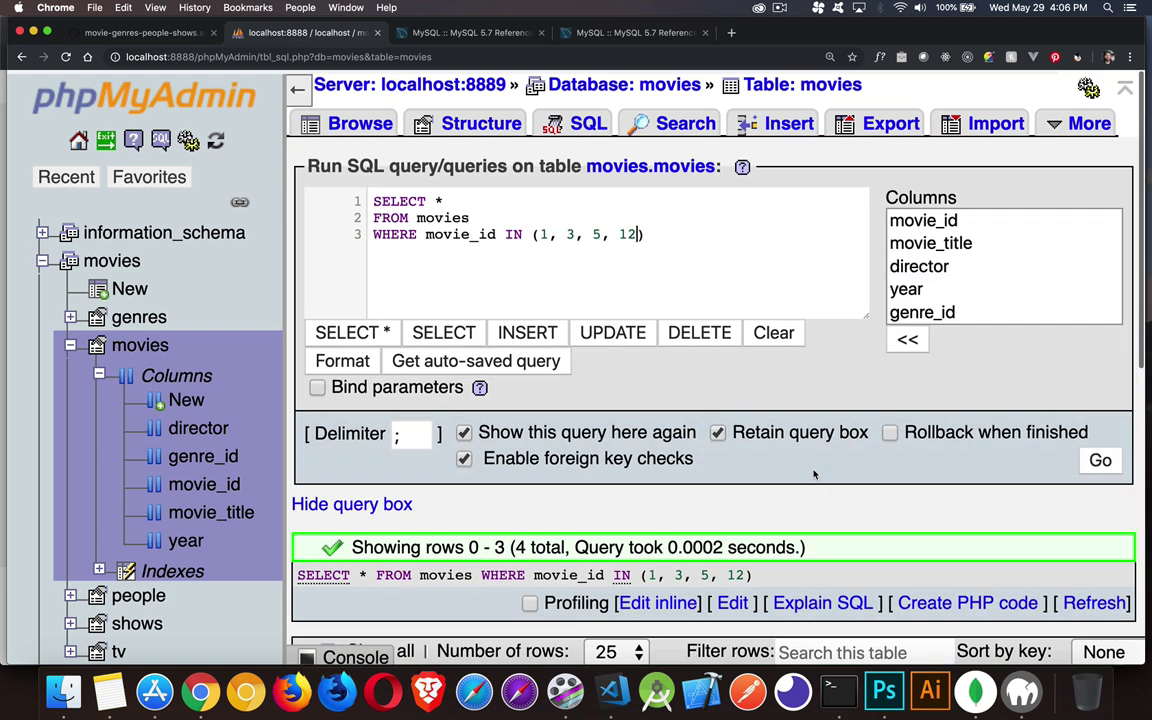 Chrome File Edit View History Bookmarks People Window Help 100% Wed May 29 4:06 PM
movie-genres-people-shows.s localhost:8888 / localhost / mo MySQL :: MySQL 5.7 Reference MySQL :: MySQL 5.7 Reference
localhost:8888/phpMyAdmin/tbl_sql.php?db=movies&table=movies
phpMyAdmin
Recent Favorites
information_schema
movies
New
genres
movies
Columns
New
director
genre_id
movie_id
movie_title
year
Indexes
people
shows
tv
Server: localhost:8889 » Database: movies » Table: movies
Browse Structure SQL Search Insert Export Import More
Run SQL query/queries on table movies.movies:
1 SELECT *
2 FROM movies
3 WHERE movie_id IN (1, 3, 5, 12)
Columns
movie_id
movie_title
director
year
genre_id
<<
SELECT * SELECT INSERT UPDATE DELETE Clear
Format Get auto-saved query
Bind parameters
[ Delimiter ; ] Show this query here again Retain query box Rollback when finished
Enable foreign key checks
Go
Hide query box
Showing rows 0 - 3 (4 total, Query took 0.0002 seconds.)
SELECT * FROM movies WHERE movie_id IN (1, 3, 5, 12)
Profiling [Edit inline] [ Edit ] [ Explain SQL ] [ Create PHP code ] [ Refresh]
all Number of rows: 25 Filter rows: Search this table Sort by key: None
Console